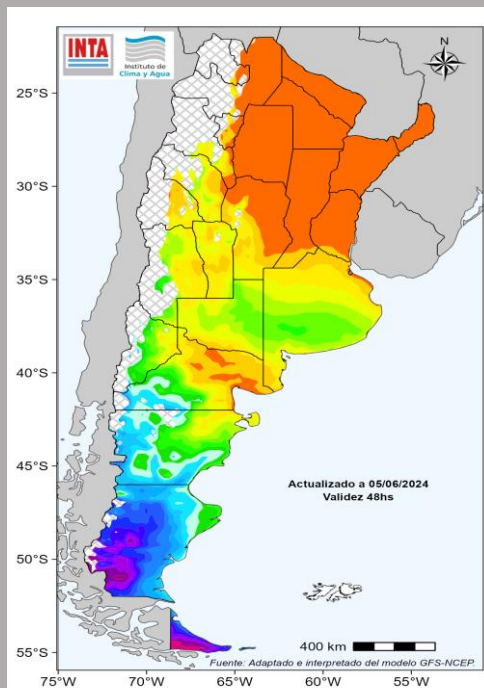 INTA
Instituto de
Clima y Agua
N
25°S
30°S
35°S
40°S
45°S
50°S
55°S
Actualizado a 05/06/2024
Validez 48hs
400 km
Fuente: Adaptado e interpretado del modelo GFS-NCEP.
75°W
70°W
65°W
60°W
55°W